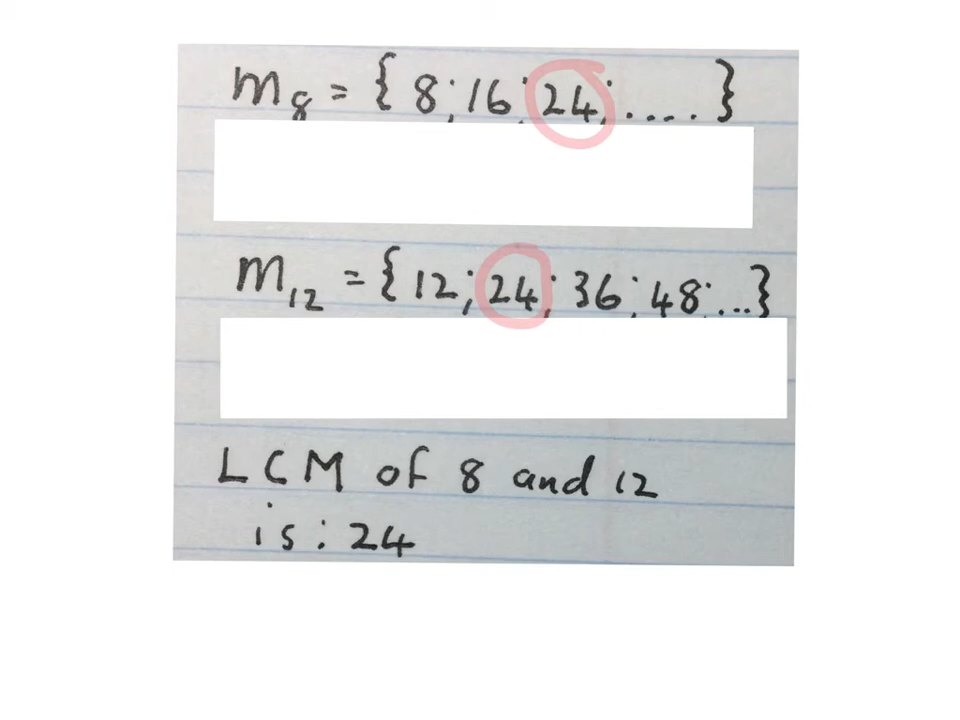 M₈ = { 8; 16; 24; .... }
M₁₂ = { 12; 24; 36; 48; ... }
LCM of 8 and 12
is: 24